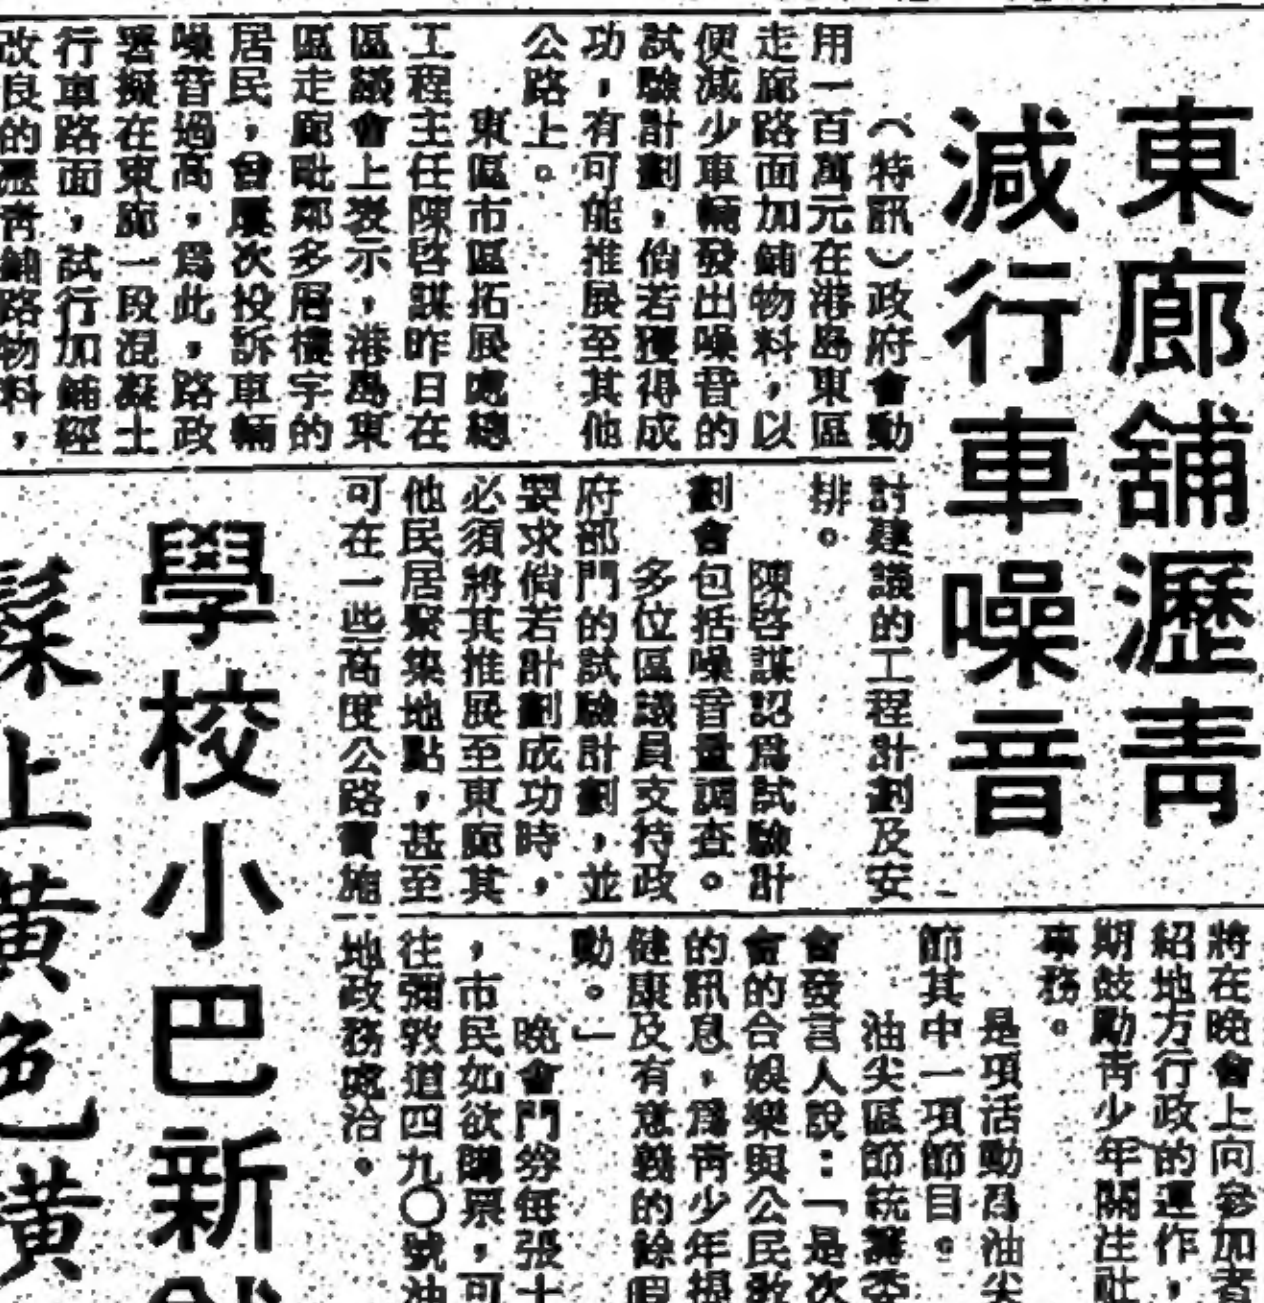 東廊舖瀝靑
減行車噪音
（特訊）政府會動
用一百萬元在港島東區
走廊路面加鋪物料，以
便減少車輛發出噪音的
試驗計劃，倘若獲得成
功，有可能推展至其他
公路上。
東區市區拓展處總
工程主任陳啓謀昨日在
區議會上表示，港島東
區走廊毗鄰多層樓宇的
居民，曾屢次投訴車輛
噪音過高，爲此，路政
署擬在東廊一段混凝土
行車路面，試行加鋪經
改良的瀝青鋪路物料，
討建議的工程計劃及安
排。
陳啓謀認爲試驗計
劃會包括噪音量調查。
多位區議員支持政
府部門的試驗計劃，並
要求倘若計劃成功時，
必須將其推展至東廊其
他民居聚集地點，甚至
可在一些高度公路實施
學校小巴新
上黃色
將在晚會上向參加者
紹地方行政的運作，
期鼓勵靑少年關注社
事務。
是項活動爲油尖
節其中一項節目。
油尖區節統籌委
會發言人說：「是次
會的合娛樂與公民敎
的訊息，爲靑少年提
健康及有意義的餘暇
動。」
晚會門券每張十
，市民如欲購票，可
往彌敦道四九〇號油
地政務處洽。